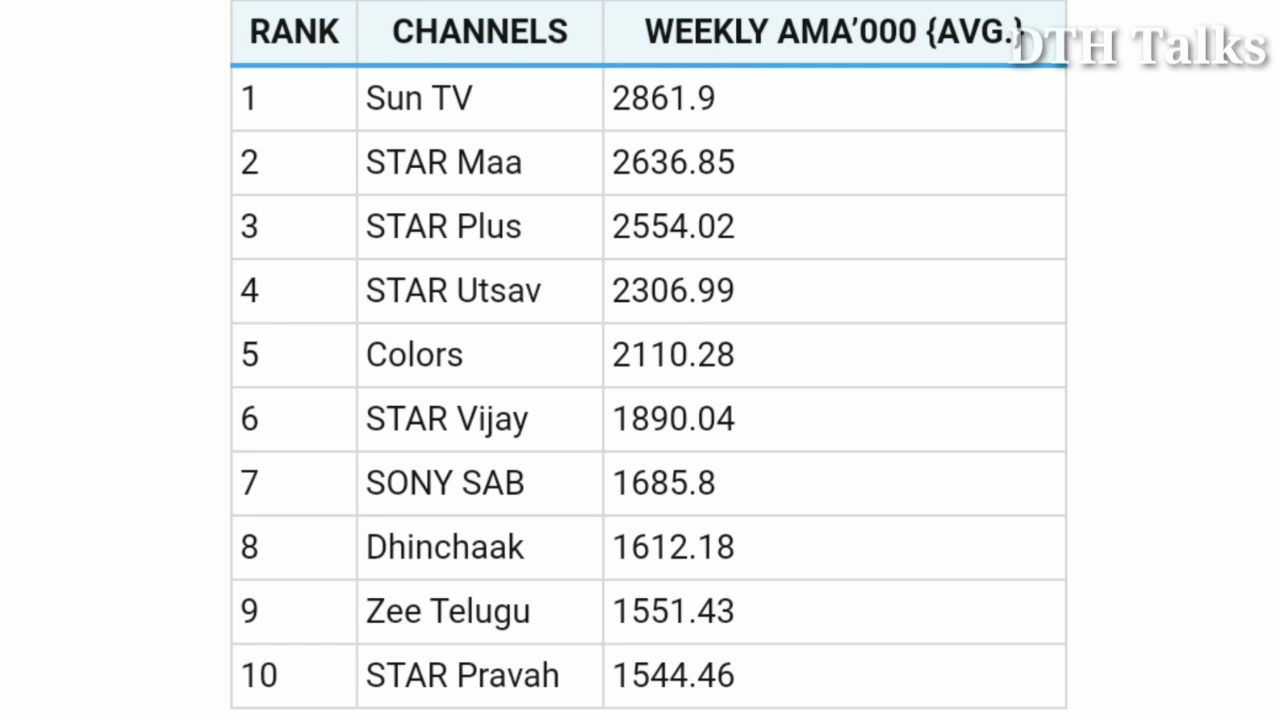 RANK CHANNELS WEEKLY AMA’000 {AVG.}
DTH Talks
1 Sun TV 2861.9
2 STAR Maa 2636.85
3 STAR Plus 2554.02
4 STAR Utsav 2306.99
5 Colors 2110.28
6 STAR Vijay 1890.04
7 SONY SAB 1685.8
8 Dhinchaak 1612.18
9 Zee Telugu 1551.43
10 STAR Pravah 1544.46